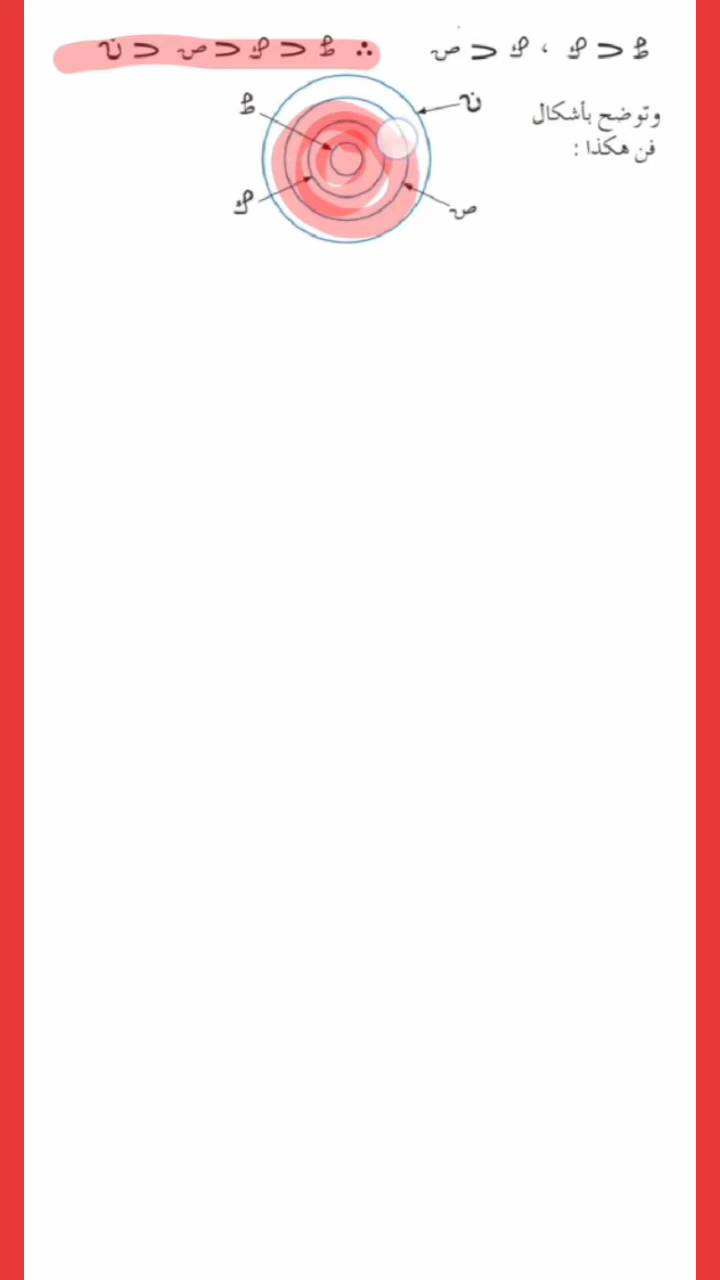 ط ⊂ ك ، ك ⊂ ص ∴ ط ⊂ ك ⊂ ص ⊂ ن
وتوضح بأشكال
فن هكذا :
ط
ن
ك
ص